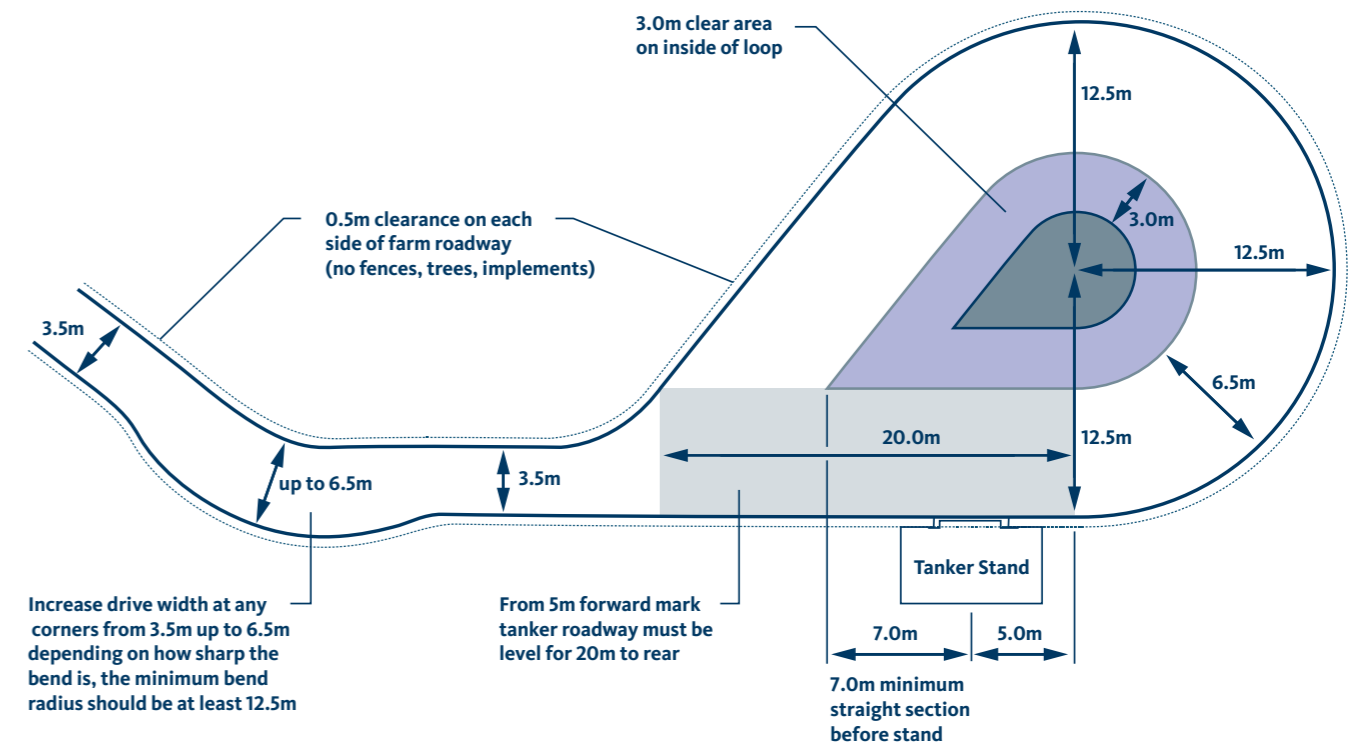 3.0m clear area
on inside of loop
12.5m
3.0m
12.5m
0.5m clearance on each
side of farm roadway
(no fences, trees, implements)
3.5m
6.5m
20.0m
12.5m
up to 6.5m
3.5m
Tanker Stand
Increase drive width at any
corners from 3.5m up to 6.5m
depending on how sharp the
bend is, the minimum bend
radius should be at least 12.5m
From 5m forward mark
tanker roadway must be
level for 20m to rear
7.0m
5.0m
7.0m minimum
straight section
before stand